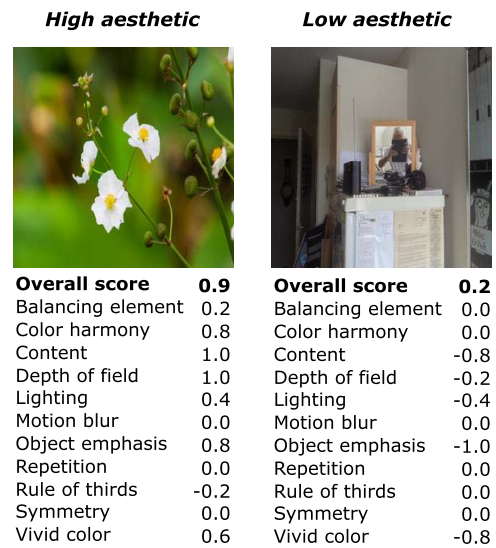 High aesthetic
Low aesthetic
Overall score 0.9
Balancing element 0.2
Color harmony 0.8
Content 1.0
Depth of field 1.0
Lighting 0.4
Motion blur 0.0
Object emphasis 0.8
Repetition 0.0
Rule of thirds -0.2
Symmetry 0.0
Vivid color 0.6
Overall score 0.2
Balancing element 0.0
Color harmony 0.0
Content -0.8
Depth of field -0.2
Lighting -0.4
Motion blur 0.0
Object emphasis -1.0
Repetition 0.0
Rule of thirds 0.0
Symmetry 0.0
Vivid color -0.8